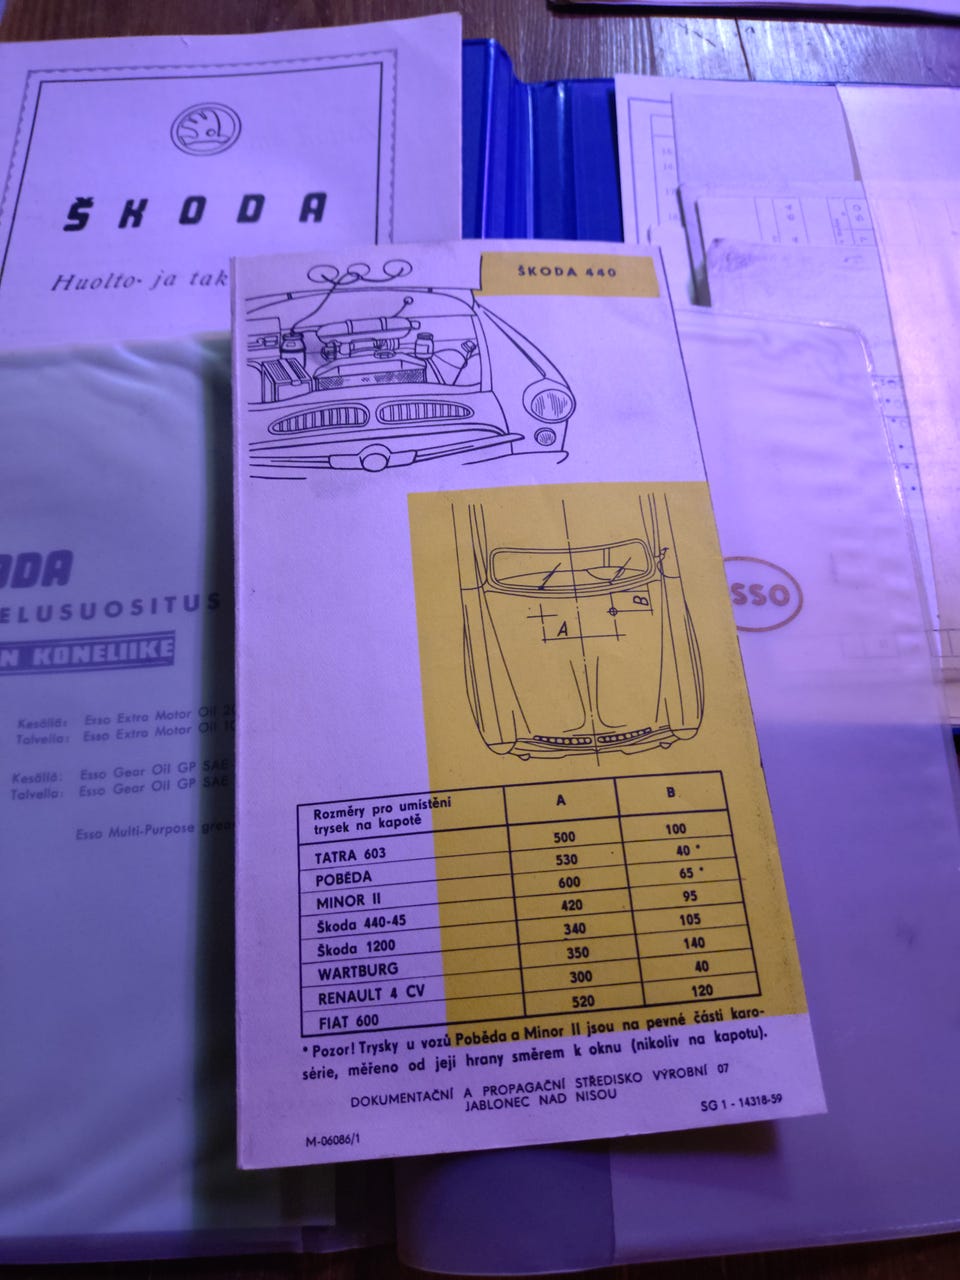 ŠKODA
Huolto- ja tak
ŠKODA 440
B
A
ODA
ELUSUOSITUS
N KONELIIKE
Kesällä: Esso Extra Motor Oil 20
Talvella: Esso Extra Motor Oil 10
Kesällä: Esso Gear Oil GP SAE
Talvella: Esso Gear Oil GP SAE
Esso Multi-Purpose grea
ESSO
Rozměry pro umístění
trysek na kapotě
A B
TATRA 603 500 100
POBĚDA 530 40 *
MINOR II 600 65 *
Škoda 440-45 420 95
Škoda 1200 340 105
WARTBURG 350 140
RENAULT 4 CV 300 40
FIAT 600 520 120
* Pozor! Trysky u vozů Poběda a Minor II jsou na pevné části karo-
série, měřeno od její hrany směrem k oknu (nikoliv na kapotu).
DOKUMENTAČNÍ A PROPAGAČNÍ STŘEDISKO VÝROBNÍ 07
JABLONEC NAD NISOU
M-06086/1
SG 1 - 14318-59